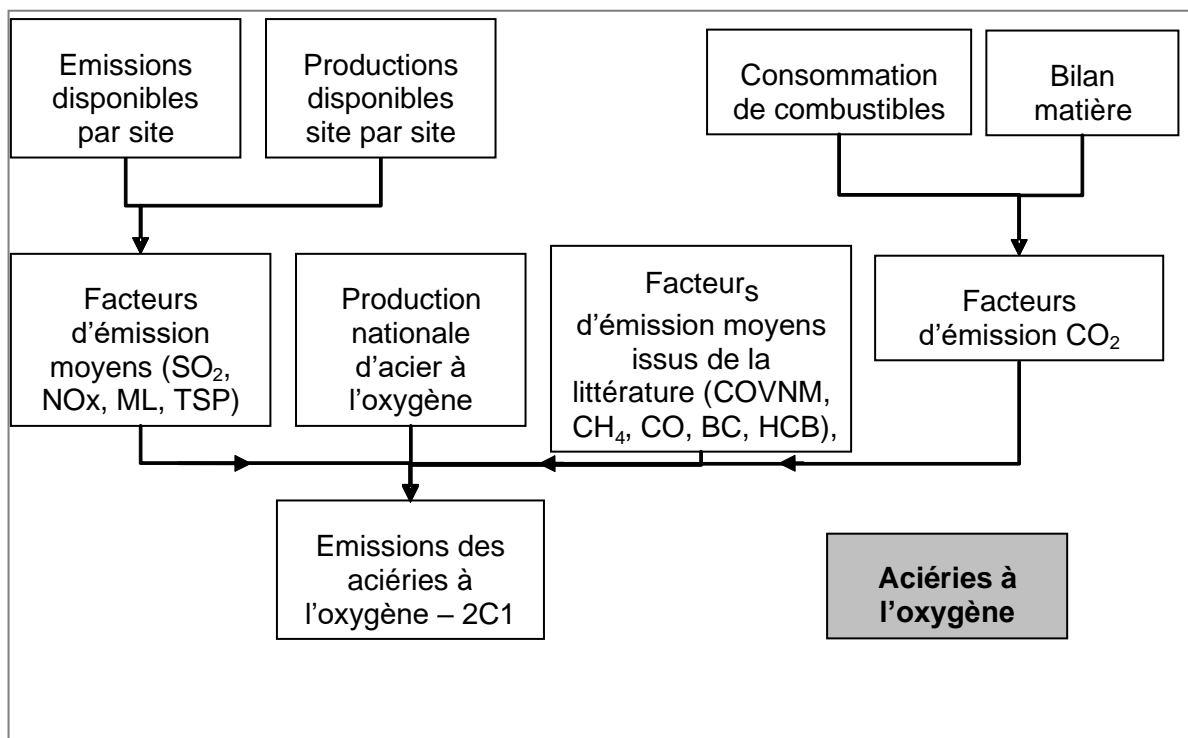 Emissions
disponibles
par site
Productions
disponibles
site par site
Consommation
de combustibles
Bilan
matière
Facteurs
d’émission
moyens (SO₂,
NOx, ML, TSP)
Production
nationale
d’acier à
l’oxygène
Facteurs
d’émission moyens
issus de la
littérature (COVNM,
CH₄, CO, BC, HCB),
Facteurs
d’émission CO₂
Emissions des
aciéries à
l’oxygène – 2C1
Aciéries à
l’oxygène